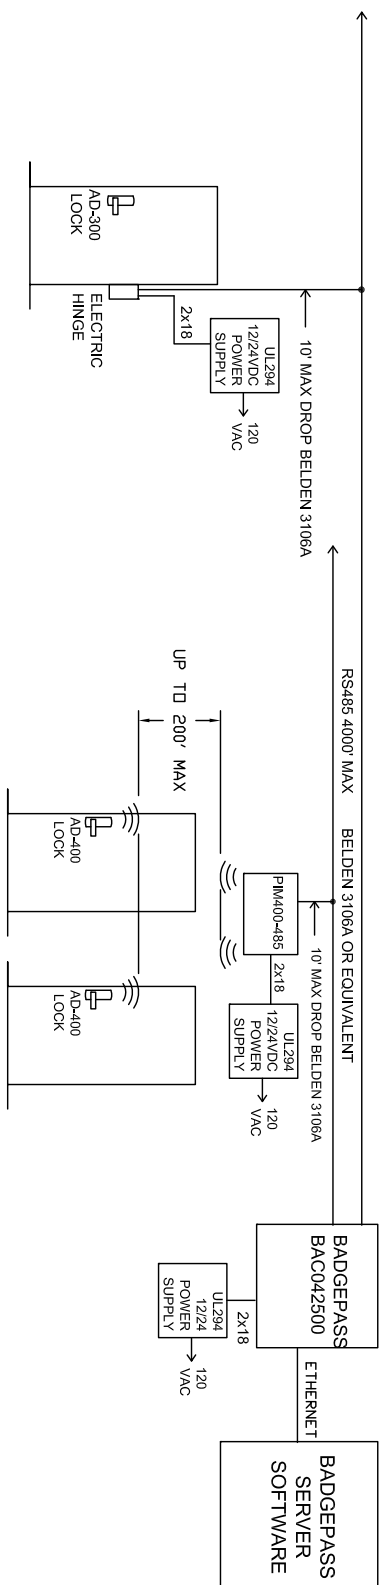 AD-300
LOCK
ELECTRIC
HINGE
2x18
UL294
12/24VDC
POWER
SUPPLY
120
VAC
10' MAX DROP BELDEN 3106A
RS485 4000' MAX
BELDEN 3106A OR EQUIVALENT
UP TO 200' MAX
AD-400
LOCK
AD-400
LOCK
PIM400-485
10' MAX DROP BELDEN 3106A
2x18
UL294
12/24VDC
POWER
SUPPLY
120
VAC
BADGEPASS
BAC042500
2x18
UL294
12/24
POWER
SUPPLY
120
VAC
ETHERNET
BADGEPASS
SERVER
SOFTWARE